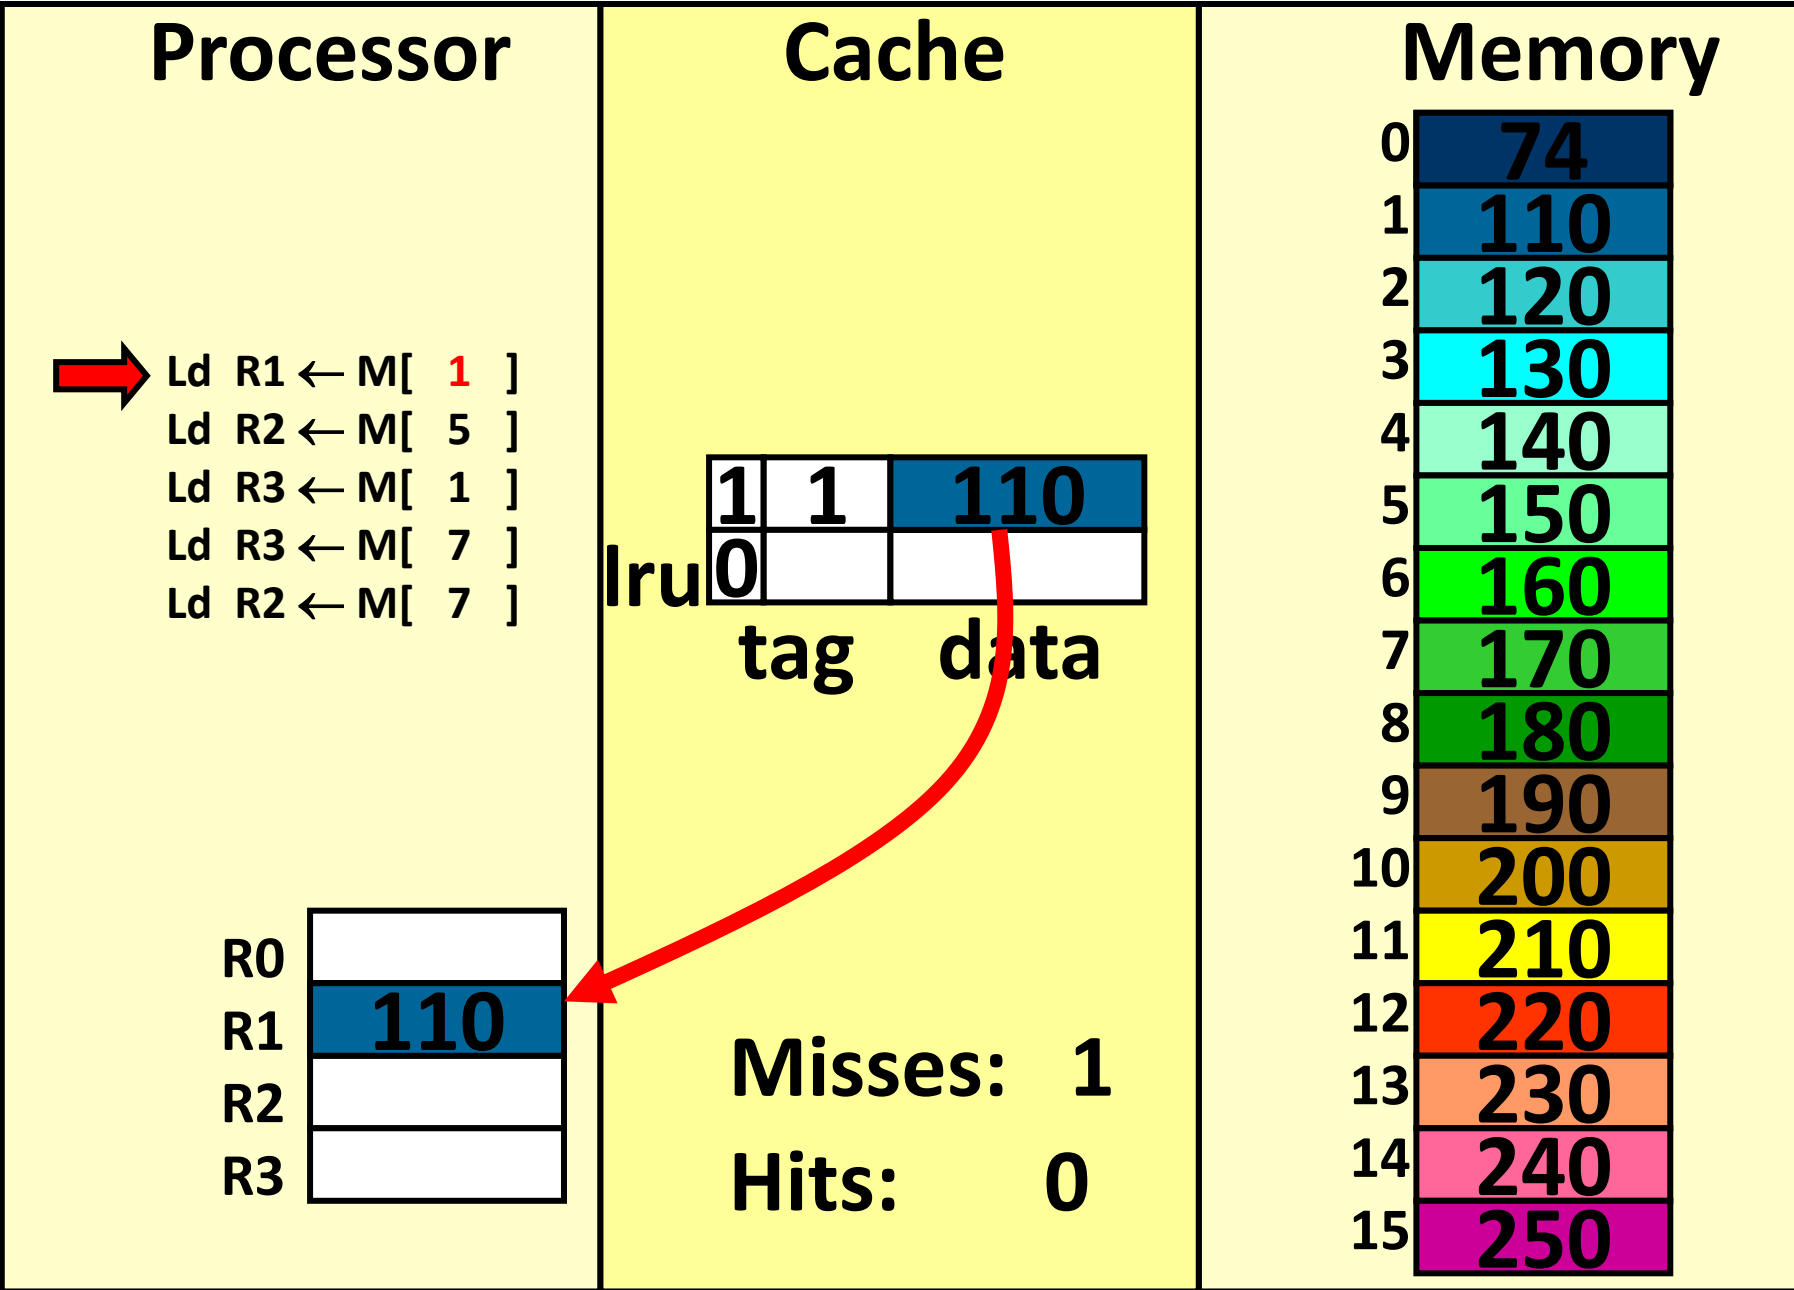 Processor
Ld R1 ← M[ 1 ]
Ld R2 ← M[ 5 ]
Ld R3 ← M[ 1 ]
Ld R3 ← M[ 7 ]
Ld R2 ← M[ 7 ]
R0
R1 110
R2
R3
Cache
1 1 110
lru 0
tag data
Misses: 1
Hits: 0
Memory
0 74
1 110
2 120
3 130
4 140
5 150
6 160
7 170
8 180
9 190
10 200
11 210
12 220
13 230
14 240
15 250